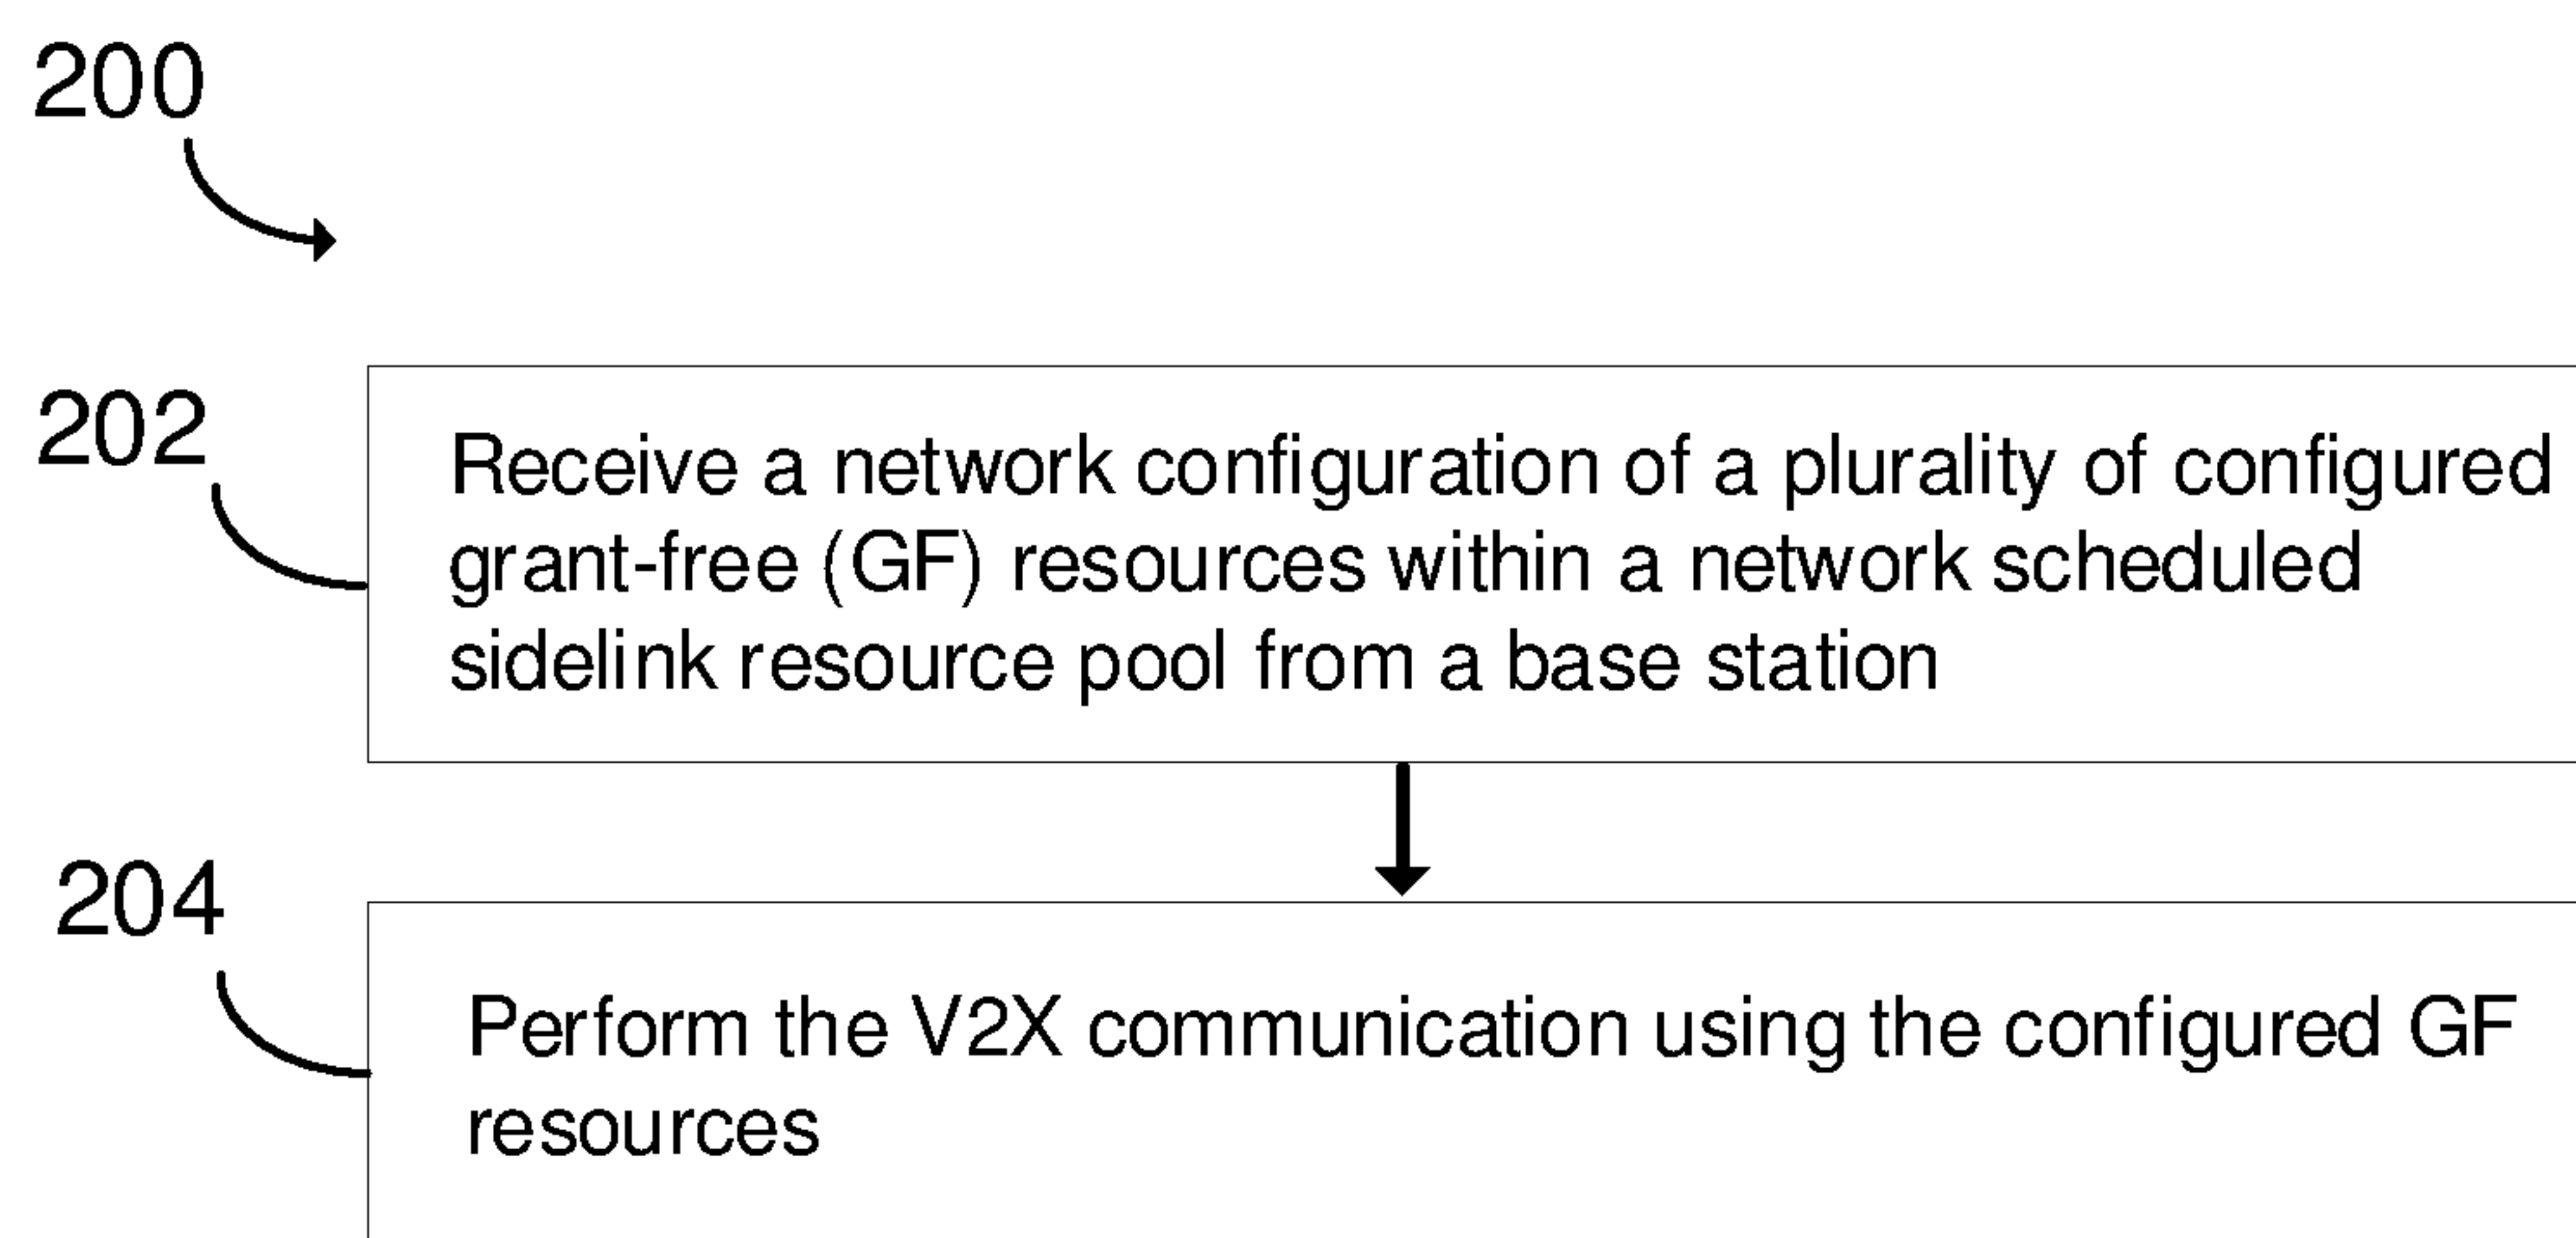 200
202
Receive a network configuration of a plurality of configured
grant-free (GF) resources within a network scheduled
sidelink resource pool from a base station
204
Perform the V2X communication using the configured GF
resources